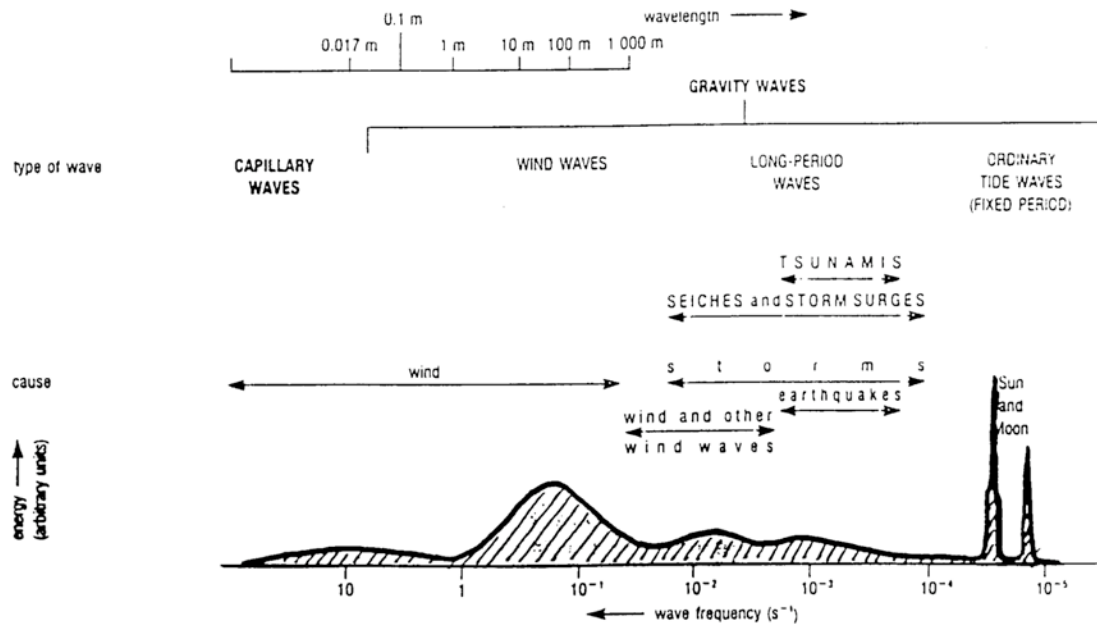 wavelength
0.1 m
0.017 m 1 m 10 m 100 m 1 000 m
GRAVITY WAVES
type of wave
CAPILLARY
WAVES
WIND WAVES
LONG-PERIOD
WAVES
ORDINARY
TIDE WAVES
(FIXED PERIOD)
TSUNAMIS
SEICHES and STORM SURGES
cause
wind
storms
earthquakes
wind and other
wind waves
Sun
and
Moon
energy
(arbitrary units)
10 1 10⁻¹ 10⁻² 10⁻³ 10⁻⁴ 10⁻⁵
wave frequency (s⁻¹)